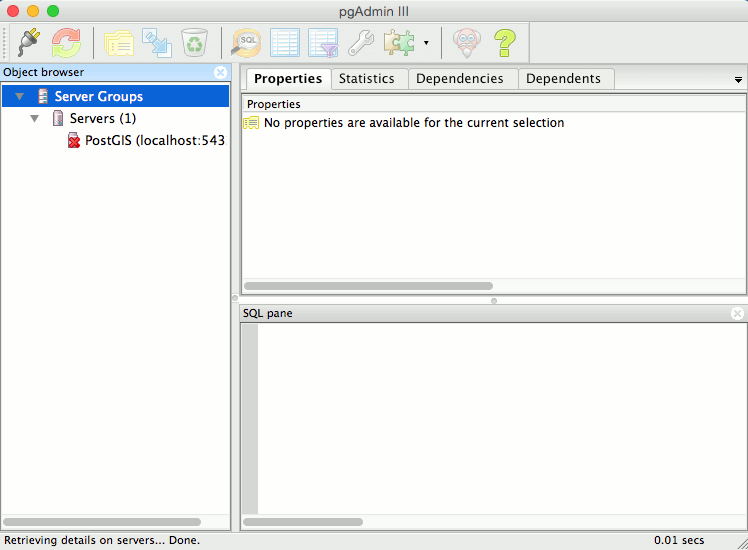 pgAdmin III
SQL
Object browser
Server Groups
Servers (1)
PostGIS (localhost:543
Properties Statistics Dependencies Dependents
Properties
No properties are available for the current selection
SQL pane
Retrieving details on servers... Done. 0.01 secs